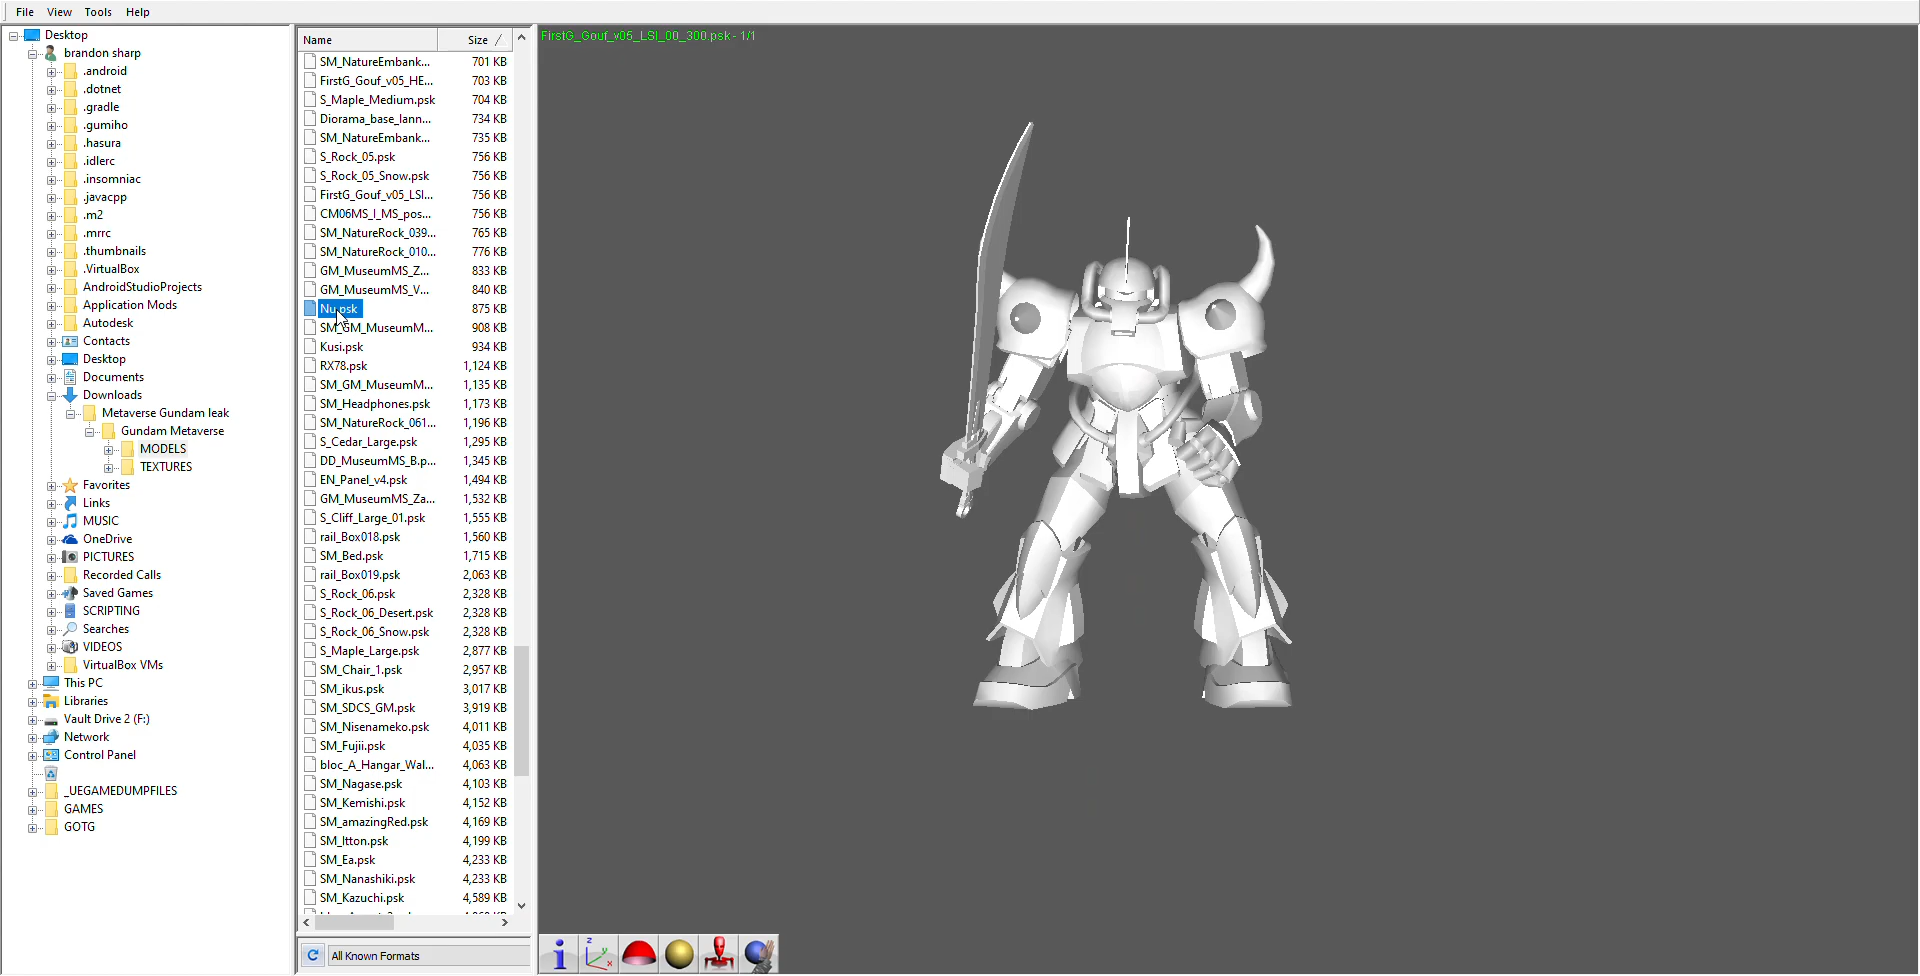 File View Tools Help
Desktop
brandon sharp
.android
.dotnet
.gradle
.gumiho
.hasura
.idlerc
.insomniac
.javacpp
.m2
.mrrc
.thumbnails
.VirtualBox
AndroidStudioProjects
Application Mods
Autodesk
Contacts
Desktop
Documents
Downloads
Metaverse Gundam leak
Gundam Metaverse
MODELS
TEXTURES
Favorites
Links
MUSIC
OneDrive
PICTURES
Recorded Calls
Saved Games
SCRIPTING
Searches
VIDEOS
VirtualBox VMs
This PC
Libraries
Vault Drive 2 (F:)
Network
Control Panel
_UEGAMEDUMPFILES
GAMES
GOTG
Name Size
SM_NatureEmbank... 701 KB
FirstG_Gouf_v05_HE... 703 KB
S_Maple_Medium.psk 704 KB
Diorama_base_lann... 734 KB
SM_NatureEmbank... 735 KB
S_Rock_05.psk 756 KB
S_Rock_05_Snow.psk 756 KB
FirstG_Gouf_v05_LSI... 756 KB
CM06MS_I_MS_pos... 756 KB
SM_NatureRock_039... 765 KB
SM_NatureRock_010... 776 KB
GM_MuseumMS_Z... 833 KB
GM_MuseumMS_V... 840 KB
Nu.psk 875 KB
SM_GM_MuseumM... 908 KB
Kusi.psk 934 KB
RX78.psk 1,124 KB
SM_GM_MuseumM... 1,135 KB
SM_Headphones.psk 1,173 KB
SM_NatureRock_061... 1,196 KB
S_Cedar_Large.psk 1,295 KB
DD_MuseumMS_B.p... 1,345 KB
EN_Panel_v4.psk 1,494 KB
GM_MuseumMS_Za... 1,532 KB
S_Cliff_Large_01.psk 1,555 KB
rail_Box018.psk 1,560 KB
SM_Bed.psk 1,715 KB
rail_Box019.psk 2,063 KB
S_Rock_06.psk 2,328 KB
S_Rock_06_Desert.psk 2,328 KB
S_Rock_06_Snow.psk 2,328 KB
S_Maple_Large.psk 2,877 KB
SM_Chair_1.psk 2,957 KB
SM_ikus.psk 3,017 KB
SM_SDCS_GM.psk 3,919 KB
SM_Nisenameko.psk 4,011 KB
SM_Fujii.psk 4,035 KB
bloc_A_Hangar_Wal... 4,063 KB
SM_Nagase.psk 4,103 KB
SM_Kemishi.psk 4,152 KB
SM_amazingRed.psk 4,169 KB
SM_Itton.psk 4,199 KB
SM_Ea.psk 4,233 KB
SM_Nanashiki.psk 4,233 KB
SM_Kazuchi.psk 4,589 KB
All Known Formats
FirstG_Gouf_v05_LSI_00_300.psk - 1/1
z
y
x